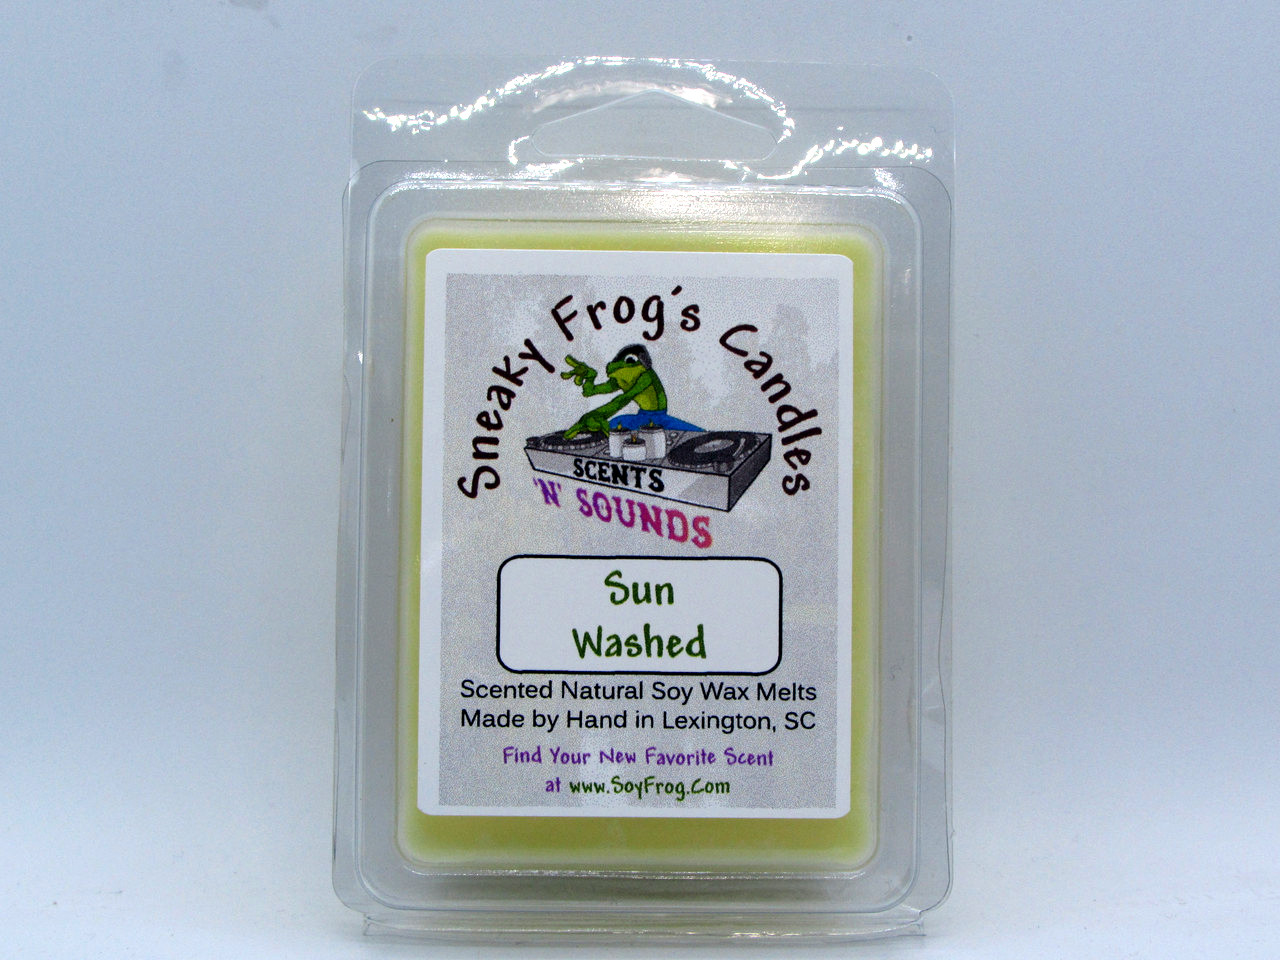 Sneaky Frog's Candles
SCENTS
'N' SOUNDS
Sun
Washed
Scented Natural Soy Wax Melts
Made by Hand in Lexington, SC
Find Your New Favorite Scent
at www.SoyFrog.Com